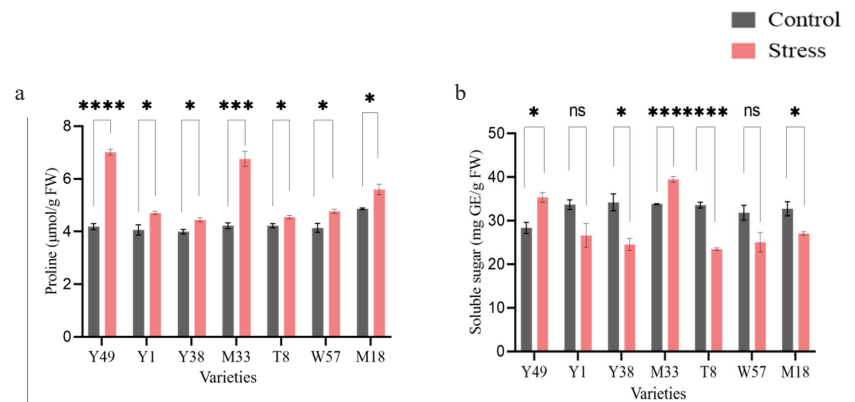 Control
Stress
a
**** * * *** * * *
8
6
4
2
0
Proline (μmol/g FW)
Y49 Y1 Y38 M33 T8 W57 M18
Varieties
b
* ns * ******* ns *
50
40
30
20
10
0
Soluble sugar (mg GE/g FW)
Y49 Y1 Y38 M33 T8 W57 M18
Varieties